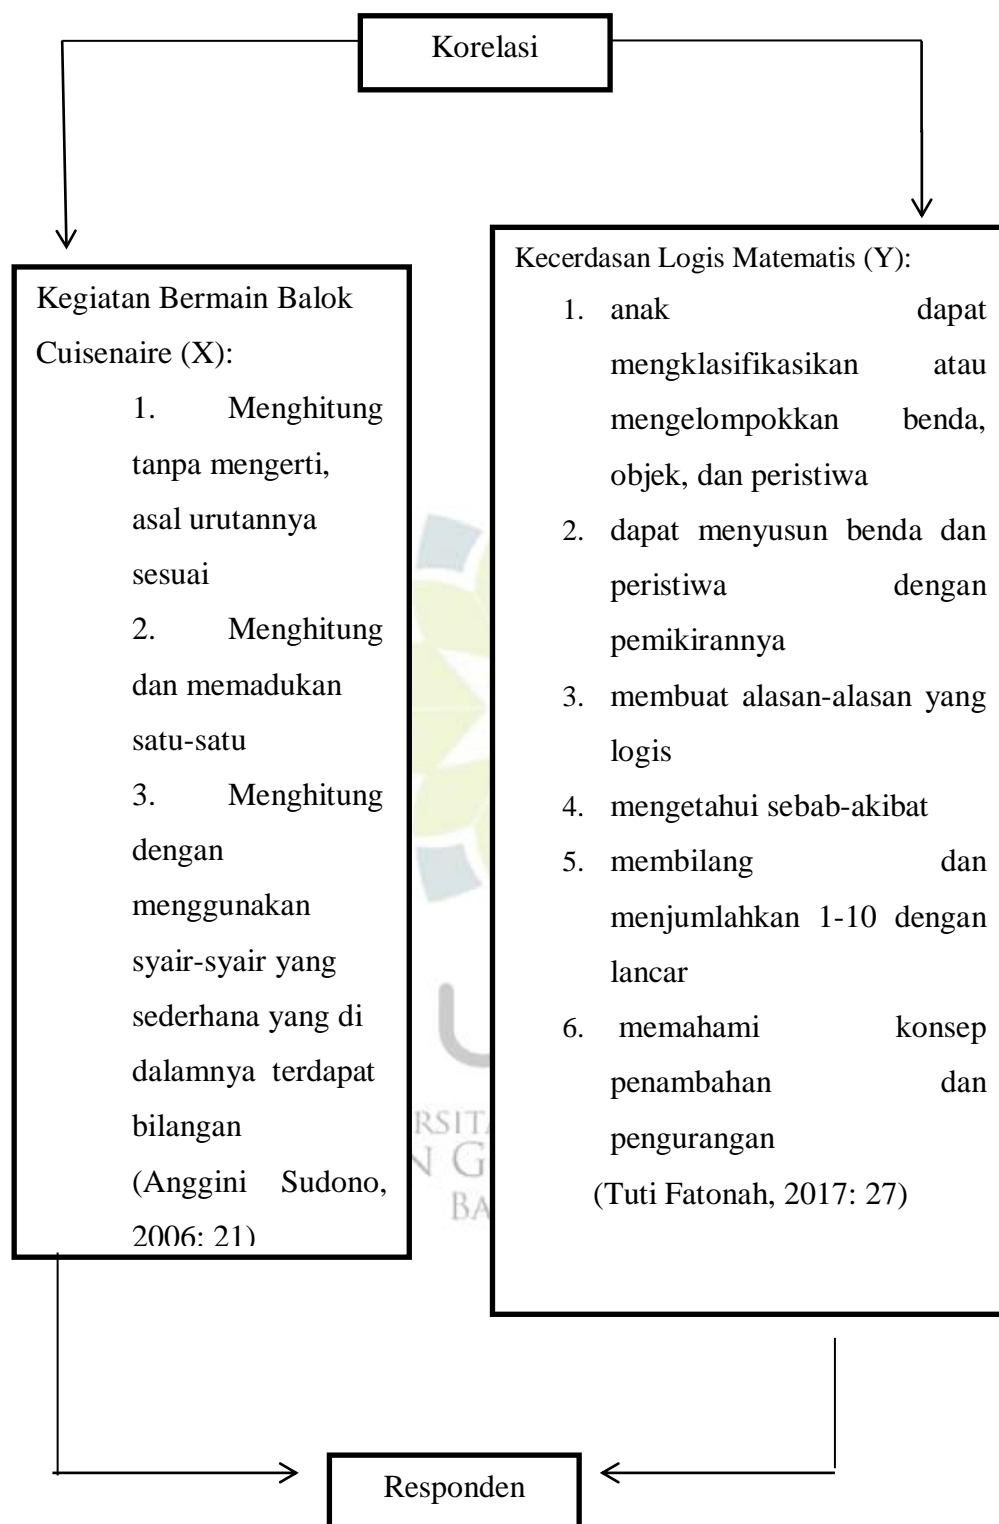 Korelasi
Kegiatan Bermain Balok
Cuisenaire (X):
1. Menghitung
tanpa mengerti,
asal urutannya
sesuai
2. Menghitung
dan memadukan
satu-satu
3. Menghitung
dengan
menggunakan
syair-syair yang
sederhana yang di
dalamnya terdapat
bilangan
(Anggini Sudono,
2006: 21)
Kecerdasan Logis Matematis (Y):
1. anak dapat
mengklasifikasikan atau
mengelompokkan benda,
objek, dan peristiwa
2. dapat menyusun benda dan
peristiwa dengan
pemikirannya
3. membuat alasan-alasan yang
logis
4. mengetahui sebab-akibat
5. membilang dan
menjumlahkan 1-10 dengan
lancar
6. memahami konsep
penambahan dan
pengurangan
(Tuti Fatonah, 2017: 27)
Responden